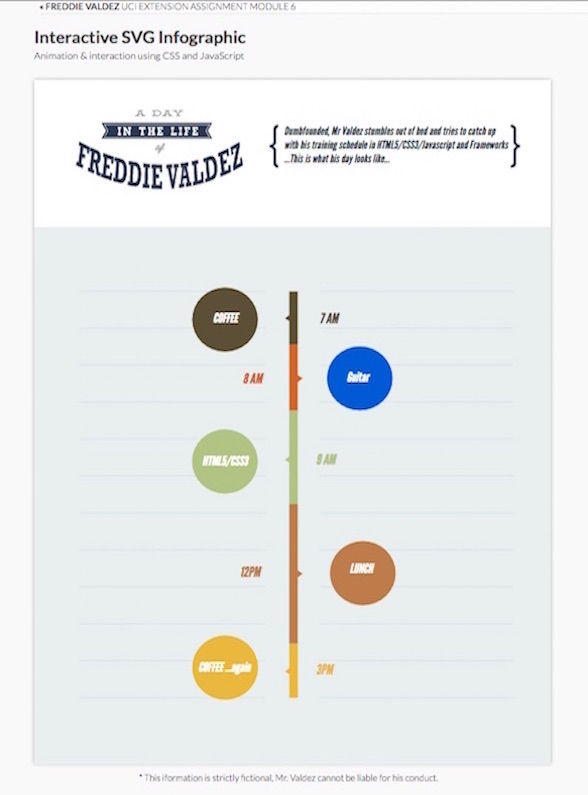 ◂ FREDDIE VALDEZ UCI EXTENSION ASSIGNMENT MODULE 6
Interactive SVG Infographic
Animation & interaction using CSS and JavaScript
A DAY
IN THE LIFE
of
FREDDIE VALDEZ
{ Dumbfounded, Mr Valdez stumbles out of bed and tries to catch up
with his training schedule in HTML5/CSS3/Javascript and Frameworks
...This is what his day looks like... }
COFFEE
7 AM
8 AM
Guitar
HTML5/CSS3
9 AM
12PM
LUNCH
COFFEE ...again
3PM
* This iformation is strictly fictional, Mr. Valdez cannot be liable for his conduct.